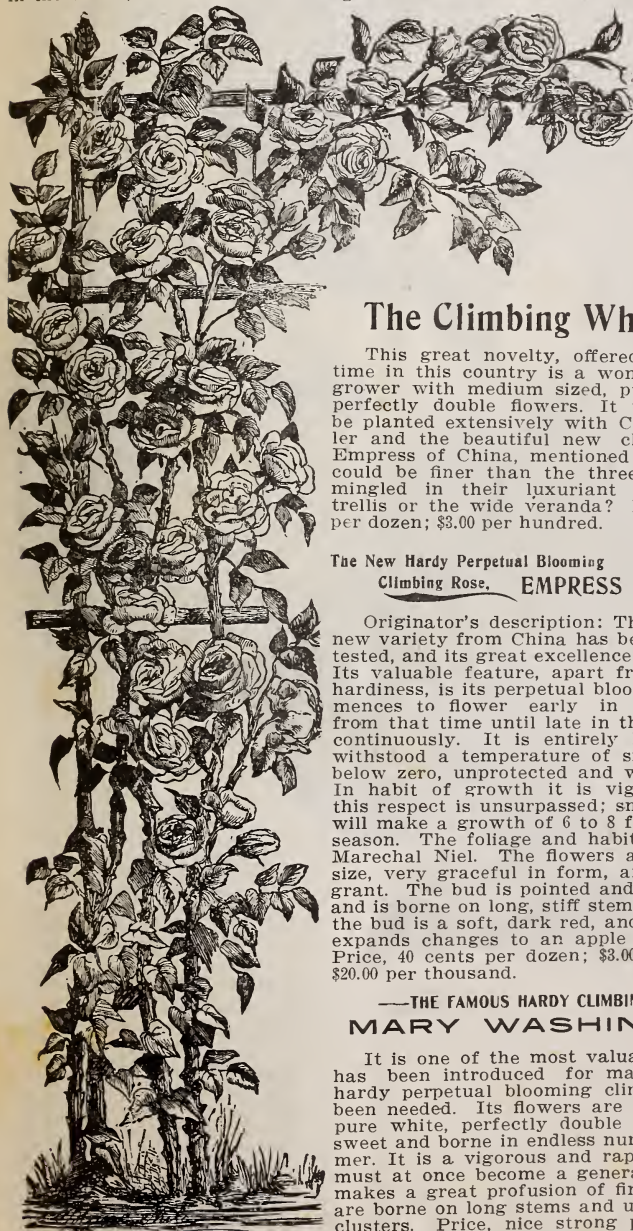 The Climbing Wh
This great novelty, offered
time in this country is a won
grower with medium sized, p
perfectly double flowers. It
be planted extensively with C
ler and the beautiful new cl
Empress of China, mentioned
could be finer than the three
mingled in their luxuriant
trellis or the wide veranda?
per dozen; $3.00 per hundred.
The New Hardy Perpetual Blooming
Climbing Rose, EMPRESS
Originator's description: Th
new variety from China has be
tested, and its great excellence
Its valuable feature, apart fr
hardiness, is its perpetual bloo
mences to flower early in
from that time until late in th
continuously. It is entirely
withstood a temperature of s
below zero, unprotected and w
In habit of growth it is vig
this respect is unsurpassed; sm
will make a growth of 6 to 8 f
season. The foliage and habit
Marechal Niel. The flowers a
size, very graceful in form, a
grant. The bud is pointed and
and is borne on long, stiff stem
the bud is a soft, dark red, and
expands changes to an apple
Price, 40 cents per dozen; $3.00
$20.00 per thousand.
—THE FAMOUS HARDY CLIMBIN
MARY WASHIN
It is one of the most valua
has been introduced for ma
hardy perpetual blooming clim
been needed. Its flowers are
pure white, perfectly double
sweet and borne in endless num
mer. It is a vigorous and rap
must at once become a genera
makes a great profusion of fin
are borne on long stems and u
clusters. Price, nice strong